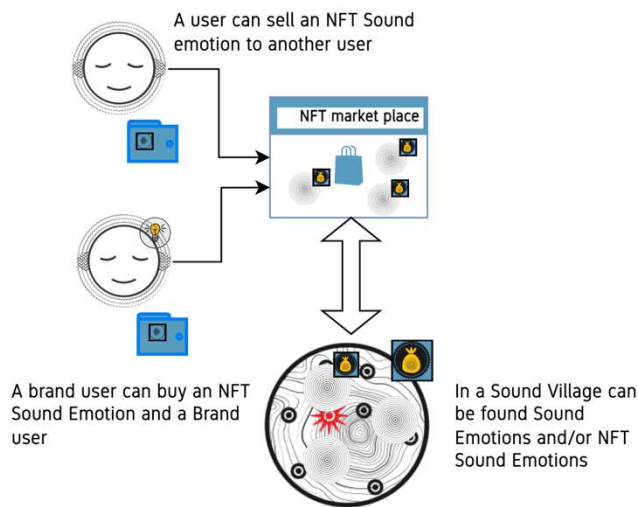 A user can sell an NFT Sound
emotion to another user
NFT market place
A brand user can buy an NFT
Sound Emotion and a Brand
user
In a Sound Village can
be found Sound
Emotions and/or NFT
Sound Emotions